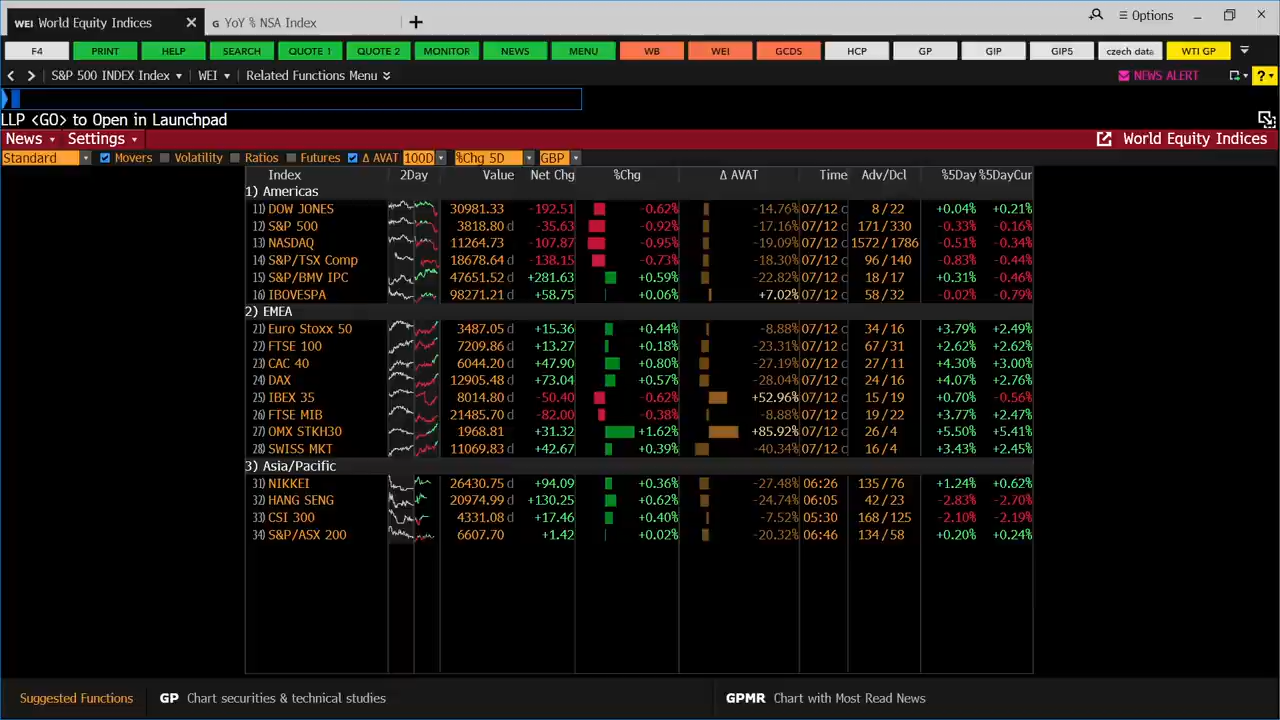 WEI World Equity Indices × G YoY % NSA Index +
Options
F4 PRINT HELP SEARCH QUOTE 1 QUOTE 2 MONITOR NEWS MENU WB WEI GCDS HCP GP GIP GIP5 czech data WTI GP
S&P 500 INDEX Index WEI Related Functions Menu NEWS ALERT ?
LLP <GO> to Open in Launchpad
News Settings World Equity Indices
Standard Movers Volatility Ratios Futures Δ AVAT 100D %Chg 5D GBP
Index 2Day Value Net Chg %Chg Δ AVAT Time Adv/Dcl %5Day %5DayCur
1) Americas
11) DOW JONES 30981.33 -192.51 -0.62% -14.76% 07/12 c 8/22 +0.04% +0.21%
12) S&P 500 3818.80 d -35.63 -0.92% -17.16% 07/12 c 171/330 -0.33% -0.16%
13) NASDAQ 11264.73 -107.87 -0.95% -19.09% 07/12 c 1572/1786 -0.51% -0.34%
14) S&P/TSX Comp 18678.64 d -138.15 -0.73% -18.30% 07/12 c 96/140 -0.83% -0.44%
15) S&P/BMV IPC 47651.52 d +281.63 +0.59% -22.82% 07/12 c 18/17 +0.31% -0.46%
16) IBOVESPA 98271.21 d +58.75 +0.06% +7.02% 07/12 c 58/32 -0.02% -0.79%
2) EMEA
21) Euro Stoxx 50 3487.05 d +15.36 +0.44% -8.88% 07/12 c 34/16 +3.79% +2.49%
22) FTSE 100 7209.86 d +13.27 +0.18% -23.31% 07/12 c 67/31 +2.62% +2.62%
23) CAC 40 6044.20 d +47.90 +0.80% -27.19% 07/12 c 27/11 +4.30% +3.00%
24) DAX 12905.48 d +73.04 +0.57% -28.04% 07/12 c 24/16 +4.07% +2.76%
25) IBEX 35 8014.80 d -50.40 -0.62% +52.96% 07/12 c 15/19 +0.70% -0.56%
26) FTSE MIB 21485.70 d -82.00 -0.38% -8.88% 07/12 c 19/22 +3.77% +2.47%
27) OMX STKH30 1968.81 +31.32 +1.62% +85.92% 07/12 c 26/4 +5.50% +5.41%
28) SWISS MKT 11069.83 d +42.67 +0.39% -40.34% 07/12 c 16/4 +3.43% +2.45%
3) Asia/Pacific
31) NIKKEI 26430.75 d +94.09 +0.36% -27.48% 06:26 135/76 +1.24% +0.62%
32) HANG SENG 20974.99 d +130.25 +0.62% -24.74% 06:05 42/23 -2.83% -2.70%
33) CSI 300 4331.08 d +17.46 +0.40% -7.52% 05:30 168/125 -2.10% -2.19%
34) S&P/ASX 200 6607.70 +1.42 +0.02% -20.32% 06:46 134/58 +0.20% +0.24%
Suggested Functions GP Chart securities & technical studies GPMR Chart with Most Read News